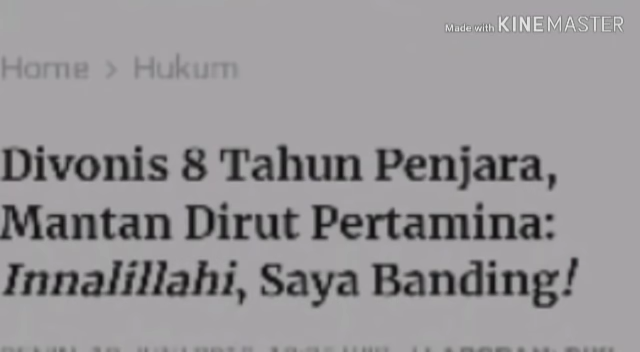 Made with KINEMASTER
Home > Hukum
Divonis 8 Tahun Penjara,
Mantan Dirut Pertamina:
Innalillahi, Saya Banding!